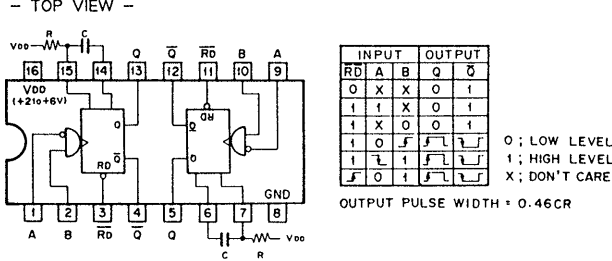 - TOP VIEW -
R C
VDD Q Q̅ R̅D̅ B A
16 15 14 13 12 11 10 9
VDD
(+2 to +6V)
Q Q̅ RD
RD Q̅ Q
GND
1 2 3 4 5 6 7 8
A B R̅D̅ Q̅ Q VDD
C R
INPUT OUTPUT
R̅D̅ A B Q Q̅
0 X X 0 1
1 1 X 0 1
1 X 0 0 1
1 0
1 1
0 1
0 ; LOW LEVEL
1 ; HIGH LEVEL
X ; DON'T CARE
OUTPUT PULSE WIDTH = 0.46CR